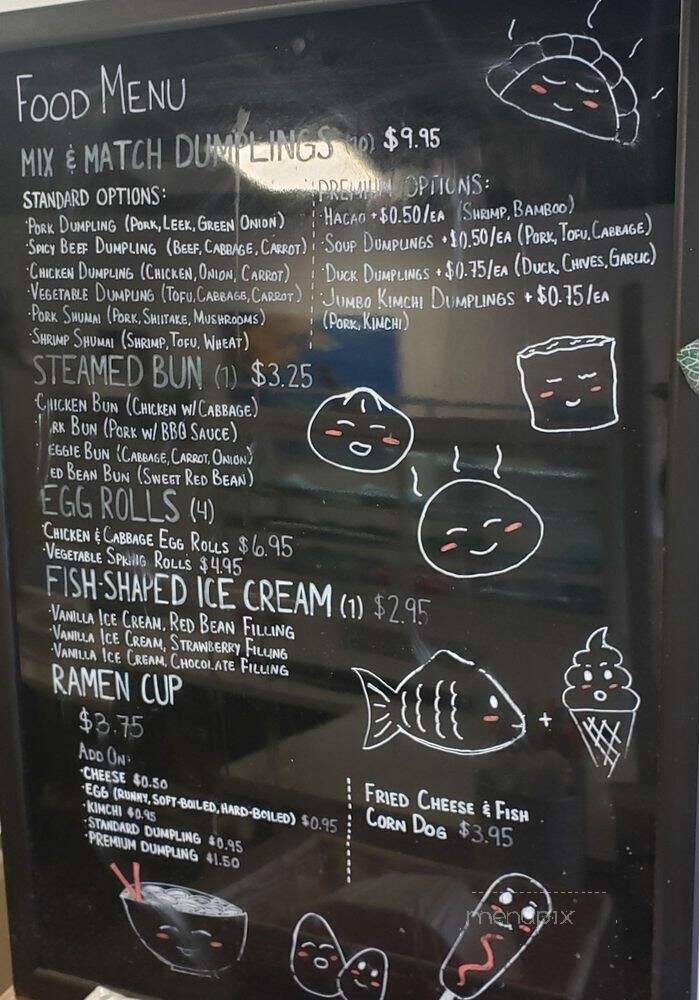 FOOD MENU
MIX & MATCH DUMPLINGS (10) $9.95
STANDARD OPTIONS:
·PORK DUMPLING (PORK, LEEK, GREEN ONION)
·SPICY BEEF DUMPLING (BEEF, CABBAGE, CARROT)
·CHICKEN DUMPLING (CHICKEN, ONION, CARROT)
·VEGETABLE DUMPLING (TOFU, CABBAGE, CARROT)
·PORK SHUMAI (PORK, SHIITAKE, MUSHROOMS)
·SHRIMP SHUMAI (SHRIMP, TOFU, WHEAT)
PREMIUM OPTIONS:
·HACAO +$0.50/EA (SHRIMP, BAMBOO)
·SOUP DUMPLINGS +$0.50/EA (PORK, TOFU, CABBAGE)
·DUCK DUMPLINGS +$0.75/EA (DUCK, CHIVES, GARLIC)
·JUMBO KIMCHI DUMPLINGS +$0.75/EA
(PORK, KIMCHI)
STEAMED BUN (1) $3.25
·CHICKEN BUN (CHICKEN W/ CABBAGE)
RK BUN (PORK W/ BBQ SAUCE)
EGGIE BUN (CABBAGE, CARROT, ONION)
ED BEAN BUN (SWEET RED BEAN)
EGG ROLLS (4)
·CHICKEN & CABBAGE EGG ROLLS $6.95
·VEGETABLE SPRING ROLLS $4.95
FISH-SHAPED ICE CREAM (1) $2.95
·VANILLA ICE CREAM, RED BEAN FILLING
·VANILLA ICE CREAM, STRAWBERRY FILLING
·VANILLA ICE CREAM, CHOCOLATE FILLING
RAMEN CUP
$3.75
ADD ON:
·CHEESE $0.50
·EGG (RUNNY, SOFT-BOILED, HARD-BOILED) $0.95
·KIMCHI $0.95
·STANDARD DUMPLING $0.95
·PREMIUM DUMPLING $1.50
FRIED CHEESE & FISH
CORN DOG $3.95
+
menupix